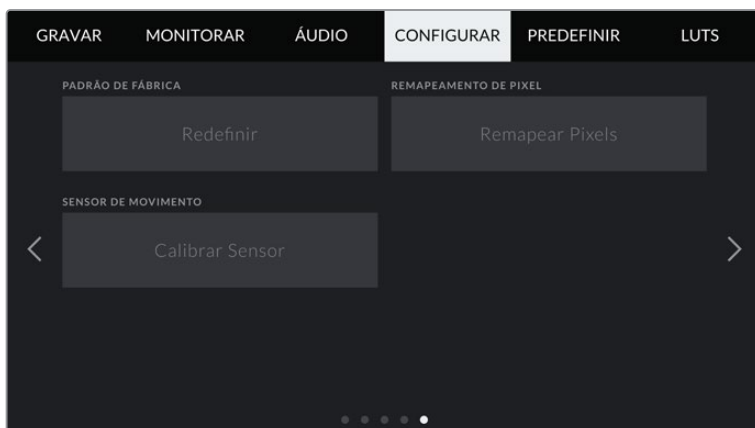 GRAVAR MONITORAR ÁUDIO CONFIGURAR PREDEFINIR LUTS
PADRÃO DE FÁBRICA REMAPEAMENTO DE PIXEL
Redefinir Remapear Pixels
SENSOR DE MOVIMENTO
Calibrar Sensor